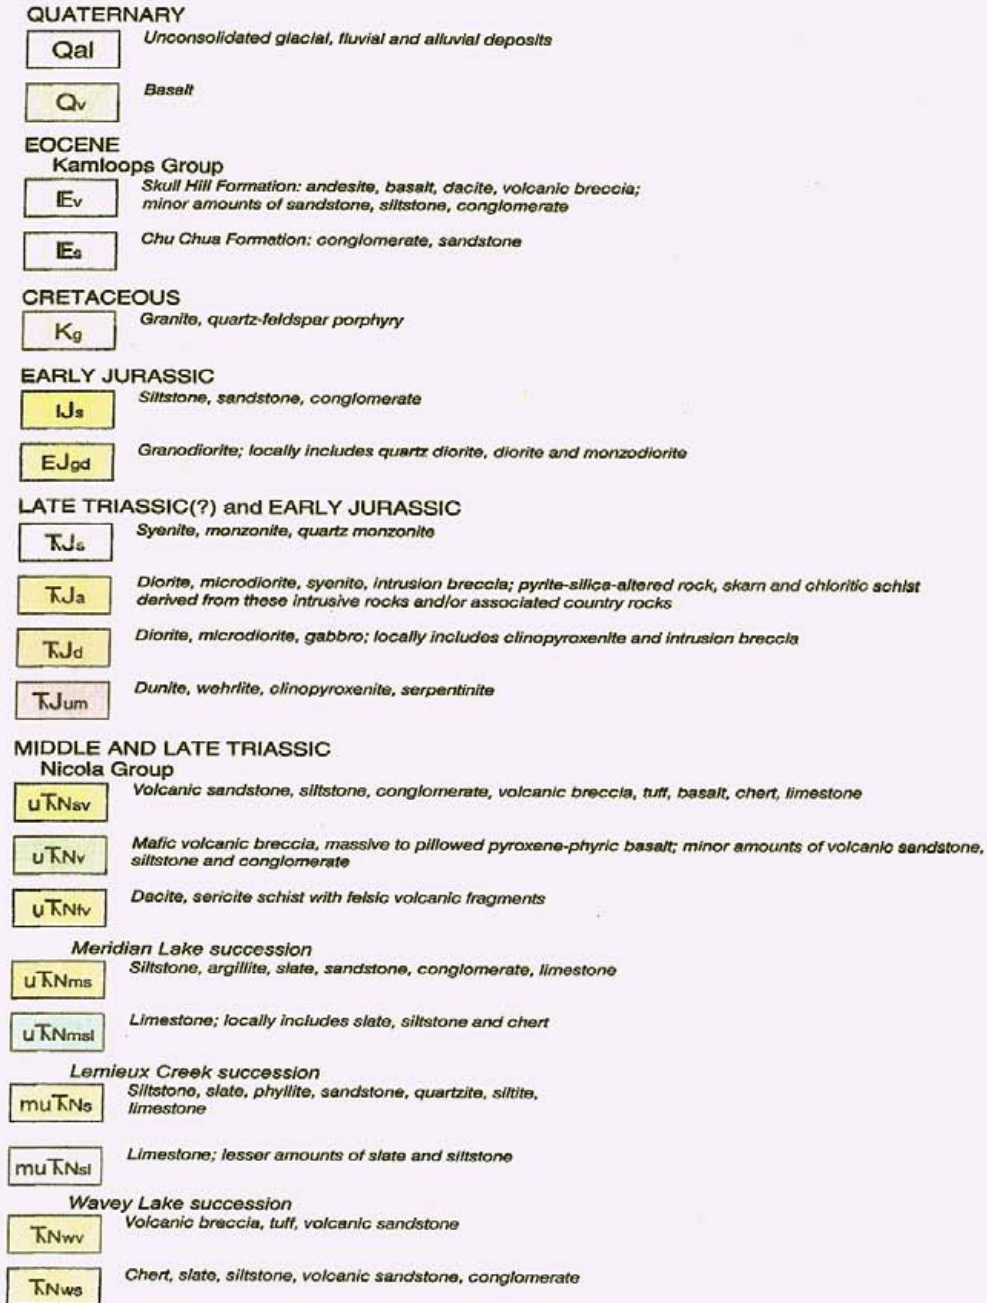 QUATERNARY
Qal Unconsolidated glacial, fluvial and alluvial deposits
Qv Basalt
EOCENE
Kamloops Group
Ev Skull Hill Formation: andesite, basalt, dacite, volcanic breccia;
minor amounts of sandstone, siltstone, conglomerate
Es Chu Chua Formation: conglomerate, sandstone
CRETACEOUS
Kg Granite, quartz-feldspar porphyry
EARLY JURASSIC
lJs Siltstone, sandstone, conglomerate
EJgd Granodiorite; locally includes quartz diorite, diorite and monzodiorite
LATE TRIASSIC(?) and EARLY JURASSIC
TRJs Syenite, monzonite, quartz monzonite
TRJa Diorite, microdiorite, syenite, intrusion breccia; pyrite-silica-altered rock, skarn and chloritic schist
derived from these intrusive rocks and/or associated country rocks
TRJd Diorite, microdiorite, gabbro; locally includes clinopyroxenite and intrusion breccia
TRJum Dunite, wehrlite, clinopyroxenite, serpentinite
MIDDLE AND LATE TRIASSIC
Nicola Group
uTRNsv Volcanic sandstone, siltstone, conglomerate, volcanic breccia, tuff, basalt, chert, limestone
uTRNv Mafic volcanic breccia, massive to pillowed pyroxene-phyric basalt; minor amounts of volcanic sandstone,
siltstone and conglomerate
uTRNfv Dacite, sericite schist with felsic volcanic fragments
Meridian Lake succession
uTRNms Siltstone, argillite, slate, sandstone, conglomerate, limestone
uTRNmsl Limestone; locally includes slate, siltstone and chert
Lemieux Creek succession
muTRNs Siltstone, slate, phyllite, sandstone, quartzite, siltite,
limestone
muTRNsl Limestone; lesser amounts of slate and siltstone
Wavey Lake succession
TRNwv Volcanic breccia, tuff, volcanic sandstone
TRNws Chert, slate, siltstone, volcanic sandstone, conglomerate